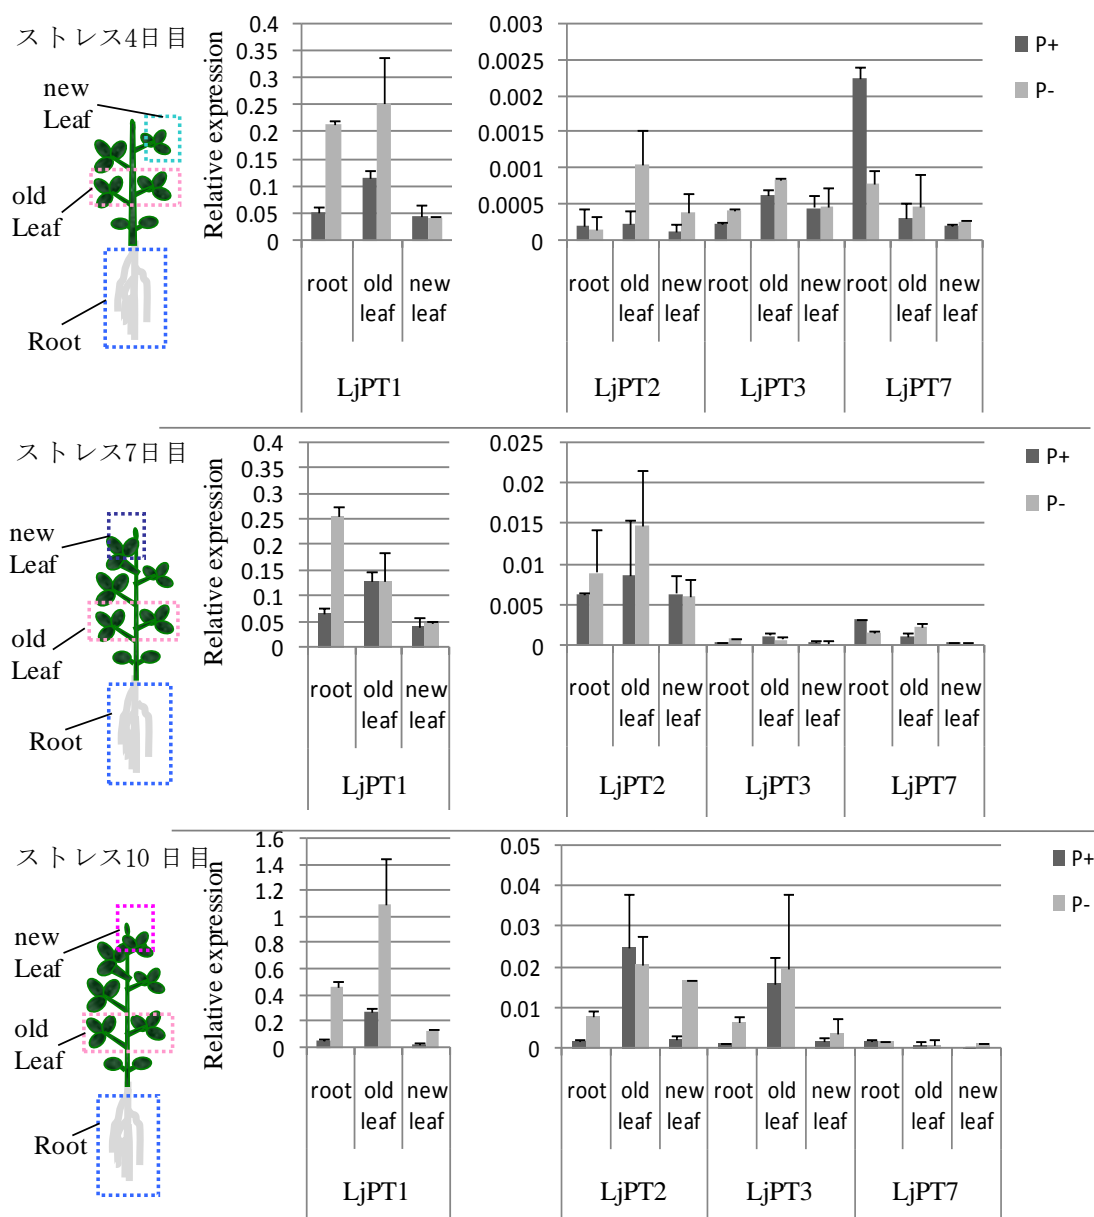 ストレス4日目
new
Leaf
old
Leaf
Root
Relative expression
0.4
0.35
0.3
0.25
0.2
0.15
0.1
0.05
0
root
old
leaf
new
leaf
LjPT1
0.003
0.0025
0.002
0.0015
0.001
0.0005
0
root
old
leaf
new
leaf
root
old
leaf
new
leaf
root
old
leaf
new
leaf
LjPT2
LjPT3
LjPT7
P+
P-
ストレス7日目
new
Leaf
old
Leaf
Root
Relative expression
0.4
0.35
0.3
0.25
0.2
0.15
0.1
0.05
0
root
old
leaf
new
leaf
LjPT1
0.025
0.02
0.015
0.01
0.005
0
root
old
leaf
new
leaf
root
old
leaf
new
leaf
root
old
leaf
new
leaf
LjPT2
LjPT3
LjPT7
P+
P-
ストレス10 日目
new
Leaf
old
Leaf
Root
Relative expression
1.6
1.4
1.2
1
0.8
0.6
0.4
0.2
0
root
old
leaf
new
leaf
LjPT1
0.05
0.04
0.03
0.02
0.01
0
root
old
leaf
new
leaf
root
old
leaf
new
leaf
root
old
leaf
new
leaf
LjPT2
LjPT3
LjPT7
P+
P-